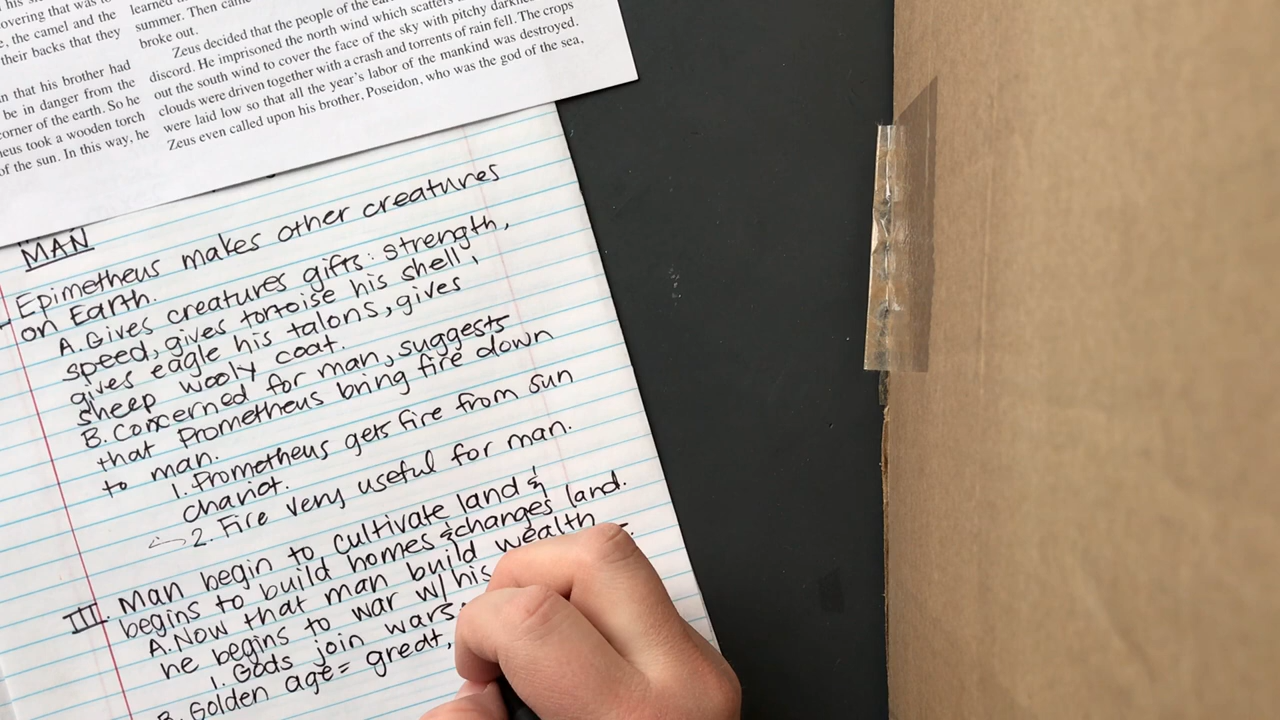 his
overing that was to
e, the camel and the
their backs that they
n that his brother had
be in danger from the
corner of the earth. So he
heus took a wooden torch
of the sun. In this way, he
learned
summer. Then came
broke out.
Zeus decided that the people of the
discord. He imprisoned the north wind which scatters
out the south wind to cover the face of the sky with pitchy
clouds were driven together with a crash and torrents of rain fell. The crops
were laid low so that all the year's labor of the mankind was destroyed.
Zeus even called upon his brother, Poseidon, who was the god of the sea,
MAN
Epimetheus makes other creatures
on Earth.
A. Gives creatures gifts: strength,
speed, gives tortoise his shell,
gives eagle his talons, gives
sheep wooly coat.
B. Concerned for man, suggests
that Prometheus bring fire down
to man.
1. Prometheus gets fire from sun
chariot.
2. Fire very useful for man.
III. Man begin to cultivate land &
begins to build homes & changes land.
A. Now that man build wealth
he begins to war w/ his
1. Gods join wars
B. Golden age = great,